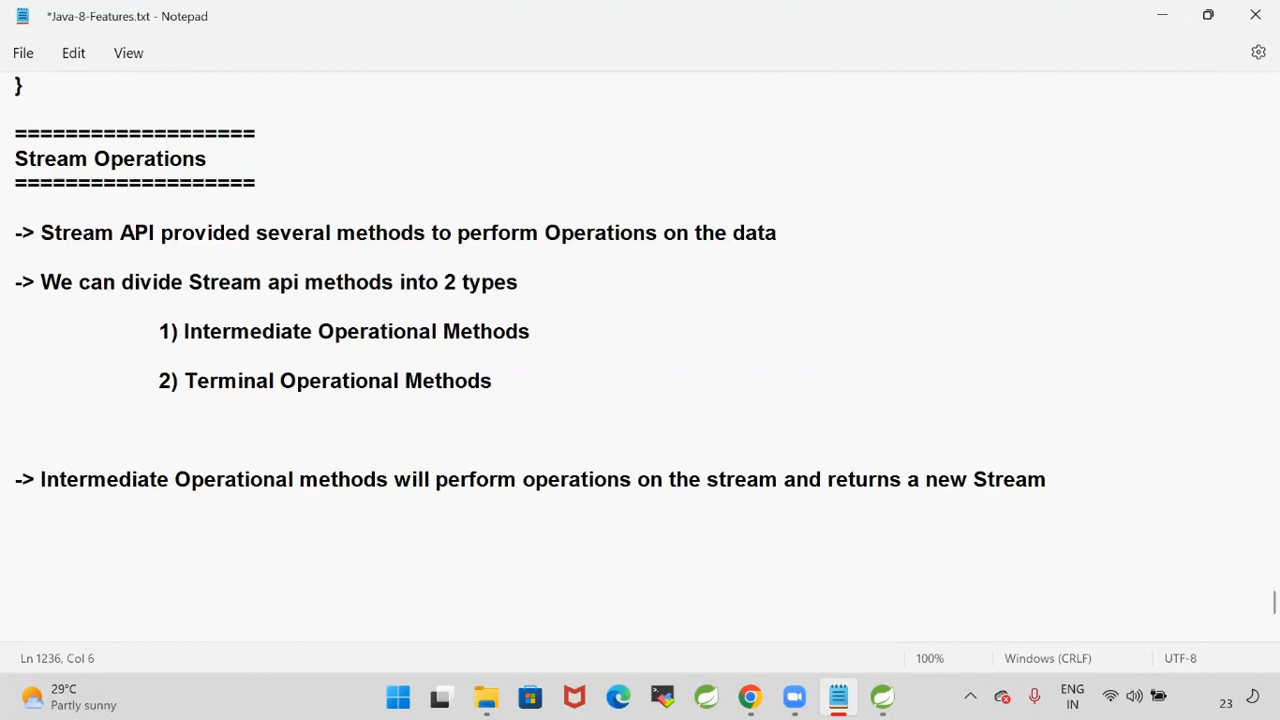 *Java-8-Features.txt - Notepad
File Edit View
}
===================
Stream Operations
===================
-> Stream API provided several methods to perform Operations on the data
-> We can divide Stream api methods into 2 types
1) Intermediate Operational Methods
2) Terminal Operational Methods
-> Intermediate Operational methods will perform operations on the stream and returns a new Stream
Ln 1236, Col 6 100% Windows (CRLF) UTF-8
29°C
Partly sunny
ENG
IN
23